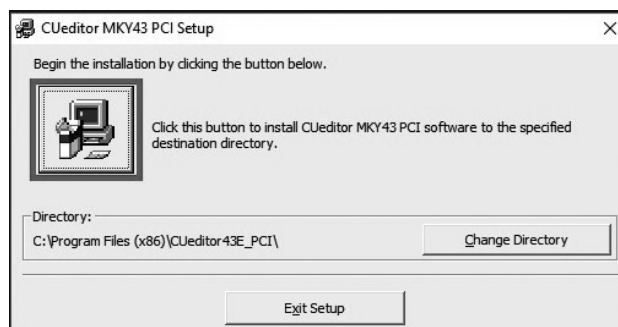 CUeditor MKY43 PCI Setup
Begin the installation by clicking the button below.
Click this button to install CUeditor MKY43 PCI software to the specified
destination directory.
Directory:
C:\Program Files (x86)\CUeditor43E_PCI\
Change Directory
Exit Setup